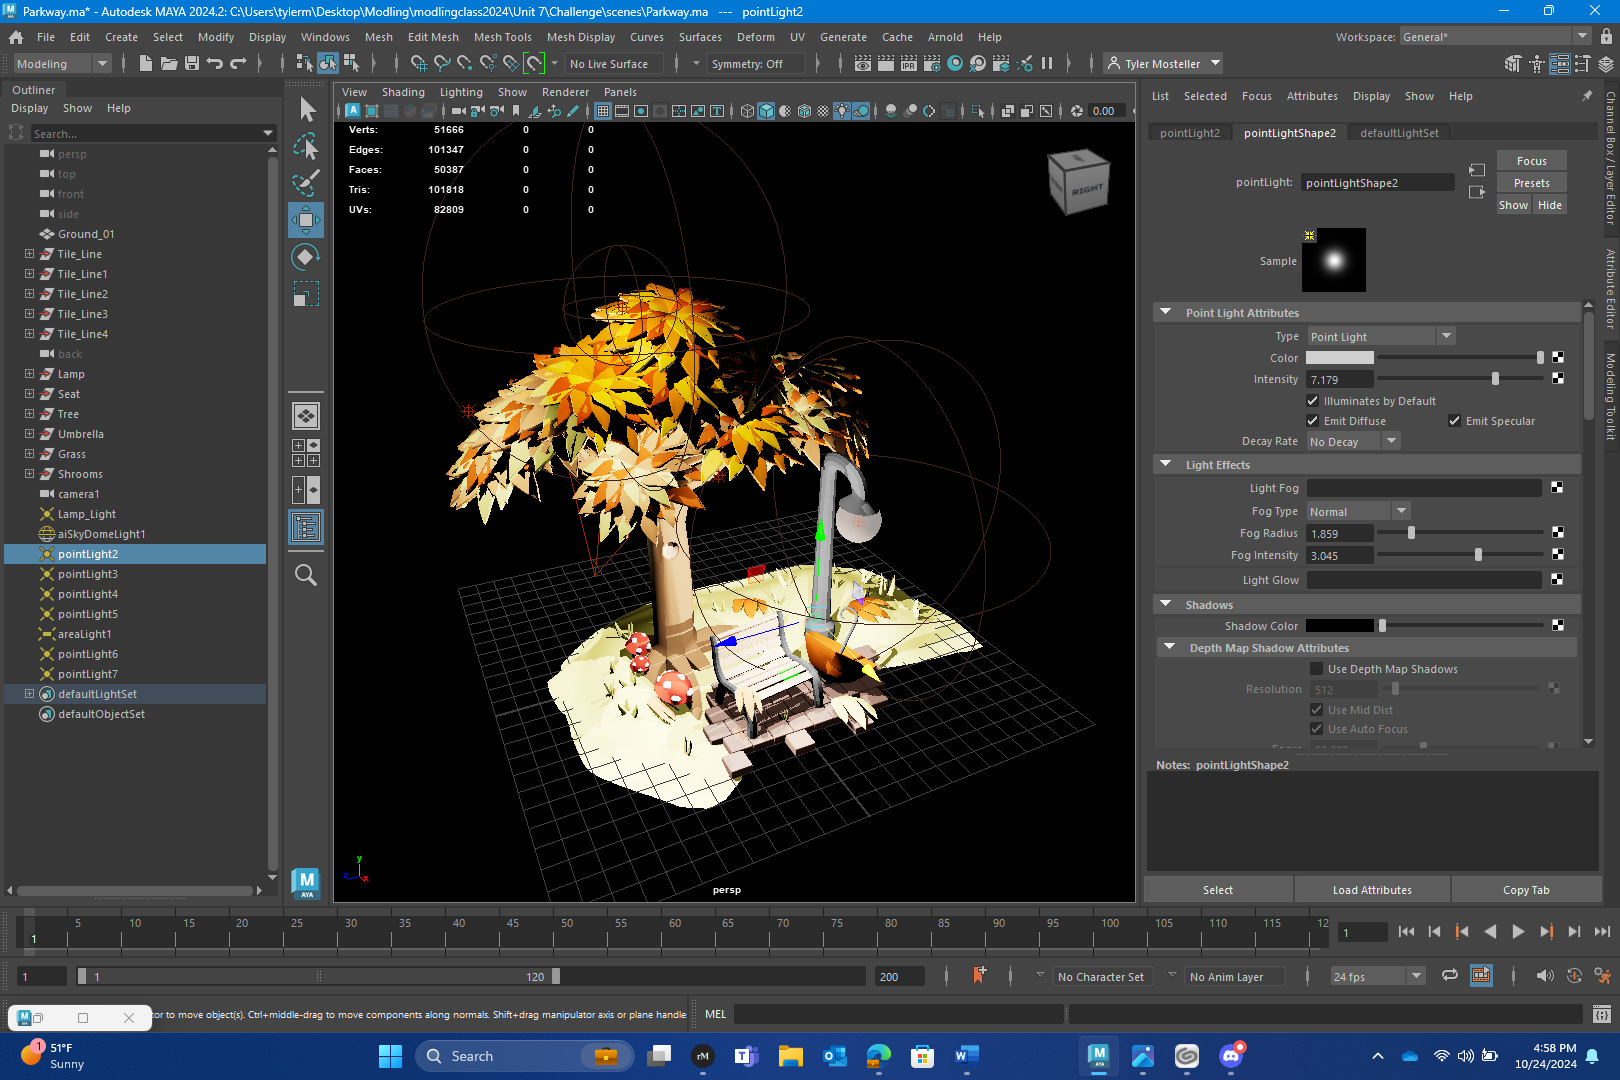 Parkway.ma* - Autodesk MAYA 2024.2: C:\Users\tylerm\Desktop\Modling\modlingclass2024\Unit 7\Challenge\scenes\Parkway.ma   ---   pointLight2
File Edit Create Select Modify Display Windows Mesh Edit Mesh Mesh Tools Mesh Display Curves Surfaces Deform UV Generate Cache Arnold Help
Workspace: General*
Modeling
No Live Surface
Symmetry: Off
IPR
Tyler Mosteller
Outliner
Display Show Help
Search...
persp
top
front
side
Ground_01
Tile_Line
Tile_Line1
Tile_Line2
Tile_Line3
Tile_Line4
back
Lamp
Seat
Tree
Umbrella
Grass
Shrooms
camera1
Lamp_Light
aiSkyDomeLight1
pointLight2
pointLight3
pointLight4
pointLight5
areaLight1
pointLight6
pointLight7
defaultLightSet
defaultObjectSet
M
AYA
View Shading Lighting Show Renderer Panels
0.00
Verts: 51666 0 0
Edges: 101347 0 0
Faces: 50387 0 0
Tris: 101818 0 0
UVs: 82809 0 0
RIGHT
y
z x
persp
List Selected Focus Attributes Display Show Help
pointLight2 pointLightShape2 defaultLightSet
pointLight: pointLightShape2
Focus
Presets
Show Hide
Sample
Point Light Attributes
Type Point Light
Color
Intensity 7.179
Illuminates by Default
Emit Diffuse Emit Specular
Decay Rate No Decay
Light Effects
Light Fog
Fog Type Normal
Fog Radius 1.859
Fog Intensity 3.045
Light Glow
Shadows
Shadow Color
Depth Map Shadow Attributes
Use Depth Map Shadows
Resolution 512
Use Mid Dist
Use Auto Focus
Notes: pointLightShape2
Select Load Attributes Copy Tab
Channel Box / Layer Editor
Attribute Editor
Modeling Toolkit
5 10 15 20 25 30 35 40 45 50 55 60 65 70 75 80 85 90 95 100 105 110 115 12
1
1
1 1 120 200
No Character Set
No Anim Layer
24 fps
tor to move object(s). Ctrl+middle-drag to move components along normals. Shift+drag manipulator axis or plane handle
MEL
1
51°F
Sunny
Search
rM
4:58 PM
10/24/2024